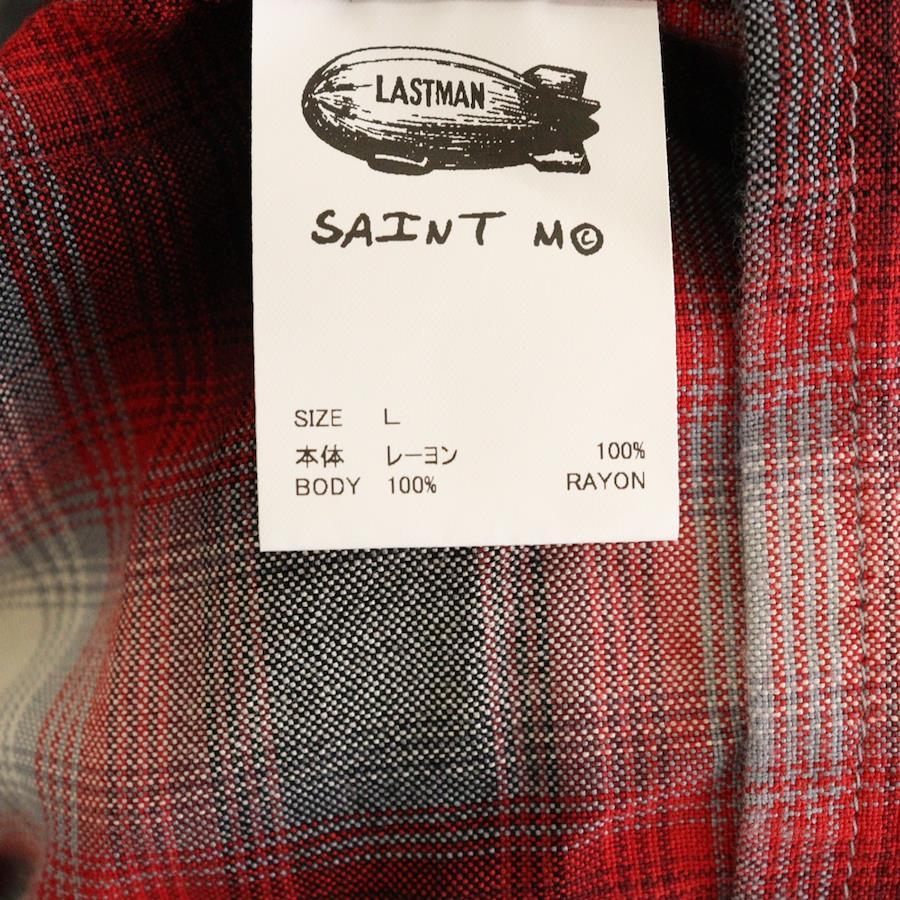 LASTMAN
SAINT M©
SIZE L
本体 レーヨン 100%
BODY 100% RAYON